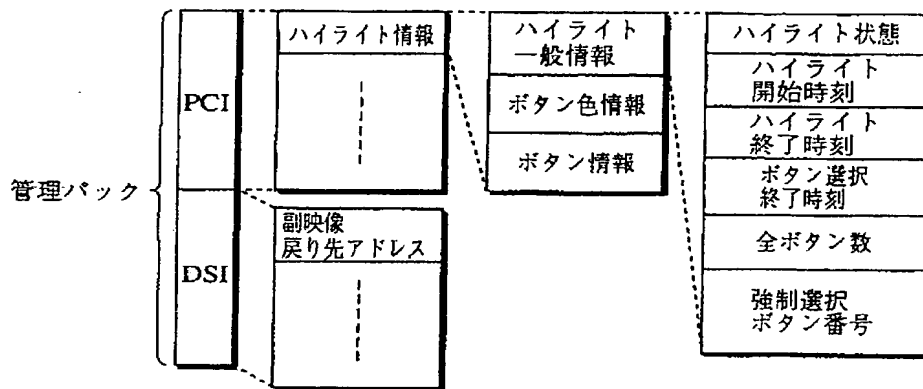 管理パック
PCI
DSI
ハイライト情報
副映像
戻り先アドレス
ハイライト
一般情報
ボタン色情報
ボタン情報
ハイライト状態
ハイライト
開始時刻
ハイライト
終了時刻
ボタン選択
終了時刻
全ボタン数
強制選択
ボタン番号